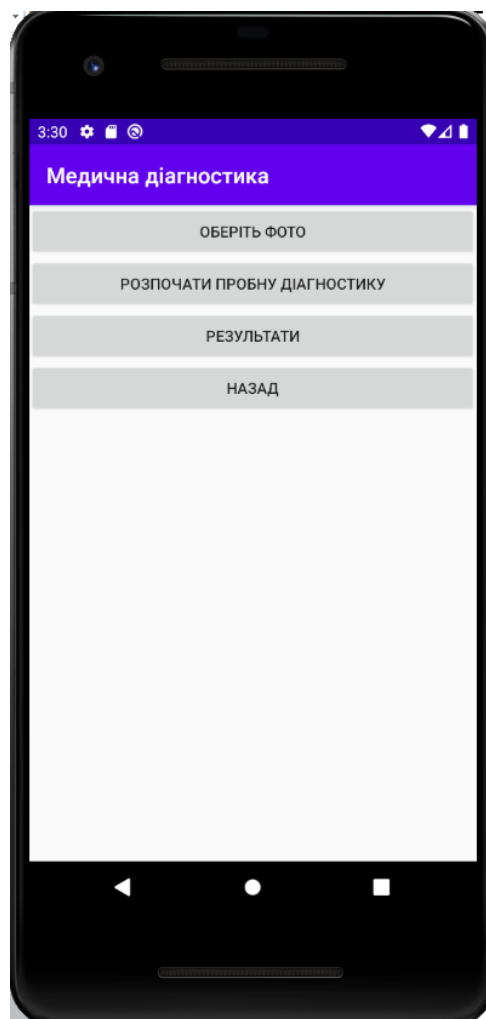 3:30
Медична діагностика
ОБЕРІТЬ ФОТО
РОЗПОЧАТИ ПРОБНУ ДІАГНОСТИКУ
РЕЗУЛЬТАТИ
НАЗАД